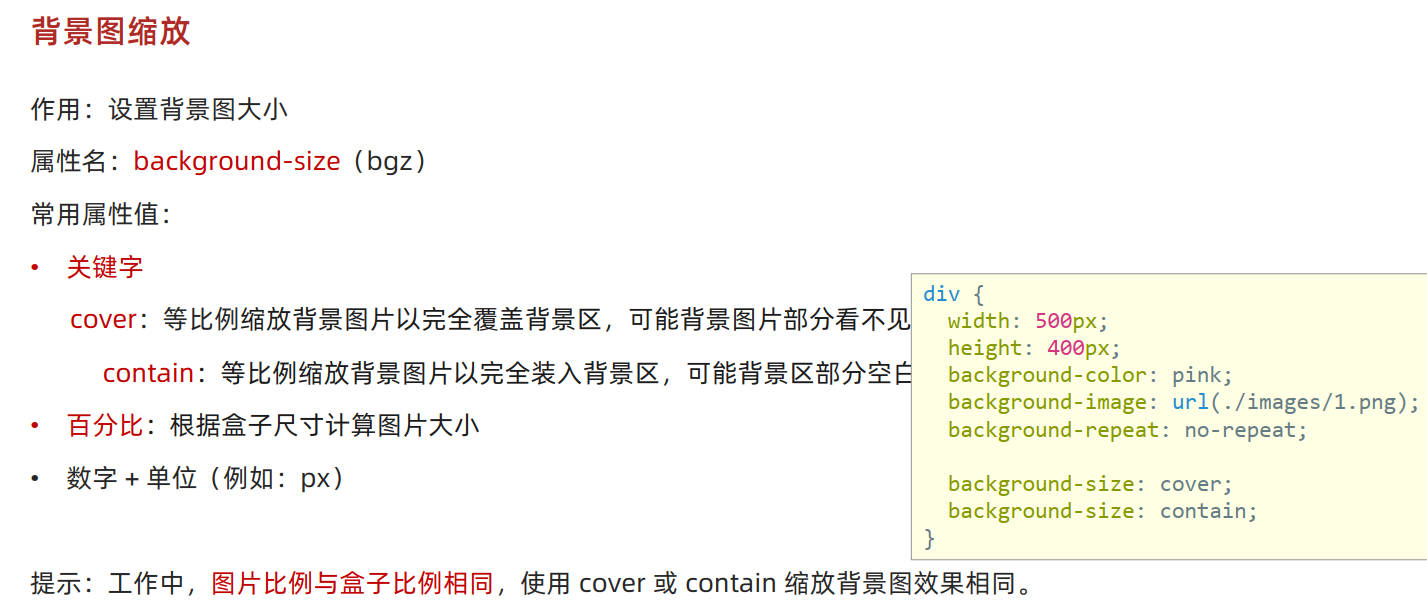 背景图缩放
作用：设置背景图大小
属性名：background-size（bgz）
常用属性值：
• 关键字
cover：等比例缩放背景图片以完全覆盖背景区，可能背景图片部分看不见
contain：等比例缩放背景图片以完全装入背景区，可能背景区部分空白
• 百分比：根据盒子尺寸计算图片大小
• 数字 + 单位（例如：px）
提示：工作中，图片比例与盒子比例相同，使用 cover 或 contain 缩放背景图效果相同。
div {
  width: 500px;
  height: 400px;
  background-color: pink;
  background-image: url(./images/1.png);
  background-repeat: no-repeat;
  background-size: cover;
  background-size: contain;
}